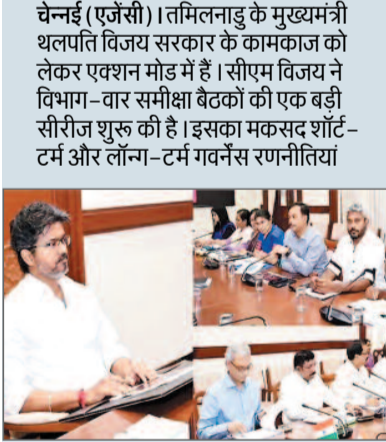 चेन्नई (एजेंसी)। तमिलनाडु के मुख्यमंत्री
थलपति विजय सरकार के कामकाज को
लेकर एक्शन मोड में हैं। सीएम विजय ने
विभाग-वार समीक्षा बैठकों की एक बड़ी
सीरीज शुरू की है। इसका मकसद शॉर्ट-
टर्म और लॉन्ग-टर्म गवर्नेंस रणनीतियां